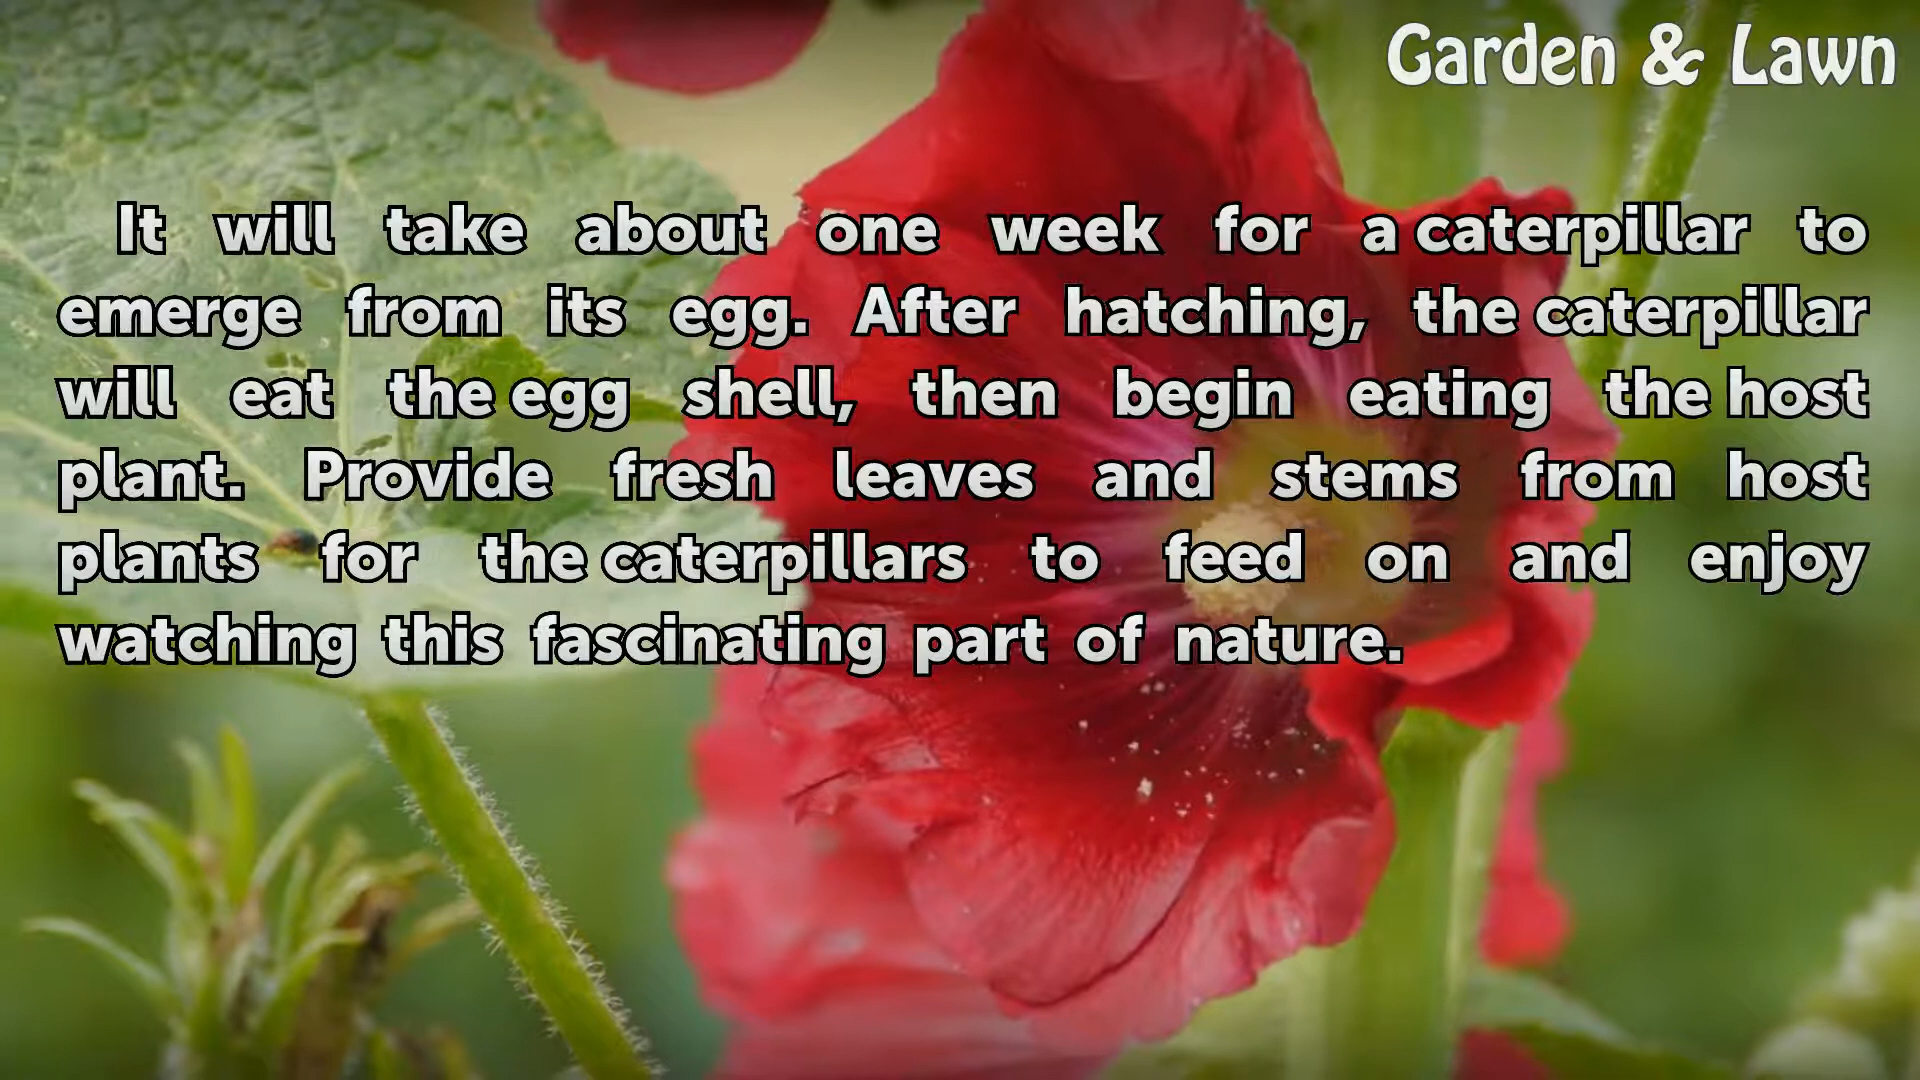 Garden & Lawn
It will take about one week for a caterpillar to
emerge from its egg. After hatching, the caterpillar
will eat the egg shell, then begin eating the host
plant. Provide fresh leaves and stems from host
plants for the caterpillars to feed on and enjoy
watching this fascinating part of nature.